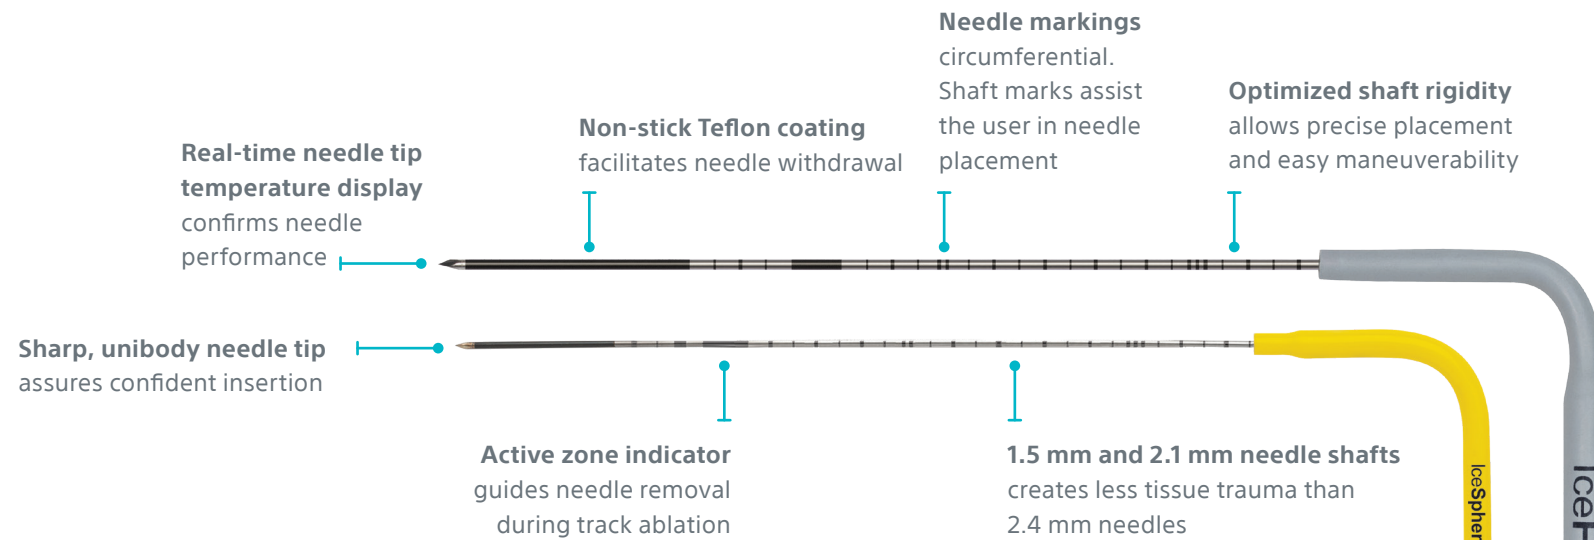 Needle markings
circumferential.
Shaft marks assist
the user in needle
placement
Optimized shaft rigidity
allows precise placement
and easy maneuverability
Non-stick Teflon coating
facilitates needle withdrawal
Real-time needle tip
temperature display
confirms needle
performance
Sharp, unibody needle tip
assures confident insertion
Active zone indicator
guides needle removal
during track ablation
1.5 mm and 2.1 mm needle shafts
creates less tissue trauma than
2.4 mm needles
IceSpher